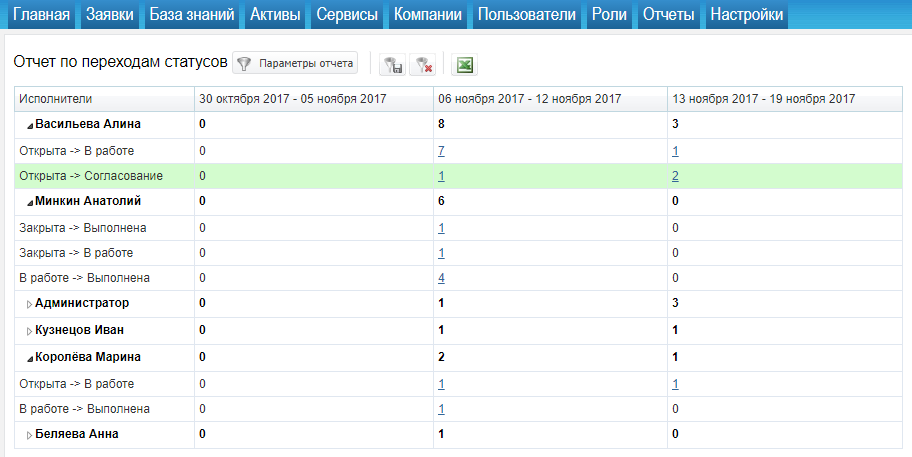 Главная Заявки База знаний Активы Сервисы Компании Пользователи Роли Отчеты Настройки
Отчет по переходам статусов Параметры отчета
Исполнители 30 октября 2017 - 05 ноября 2017 06 ноября 2017 - 12 ноября 2017 13 ноября 2017 - 19 ноября 2017
Васильева Алина 0 8 3
Открыта -> В работе 0 7 1
Открыта -> Согласование 0 1 2
Минкин Анатолий 0 6 0
Закрыта -> Выполнена 0 1 0
Закрыта -> В работе 0 1 0
В работе -> Выполнена 0 4 0
Администратор 0 1 3
Кузнецов Иван 0 1 1
Королёва Марина 0 2 1
Открыта -> В работе 0 1 1
В работе -> Выполнена 0 1 0
Беляева Анна 0 1 0